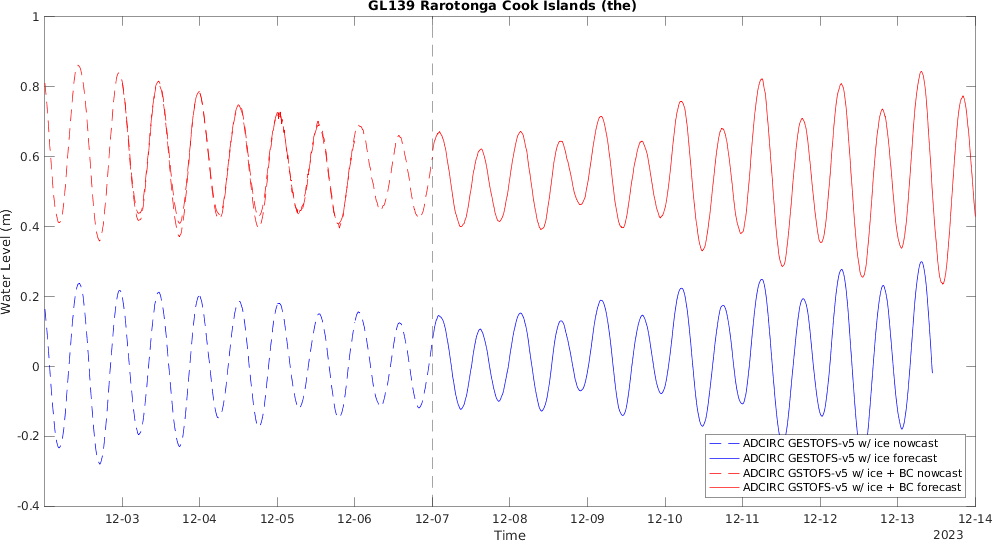 GL139 Rarotonga Cook Islands (the)
Water Level (m)
1
0.8
0.6
0.4
0.2
0
-0.2
-0.4
ADCIRC GESTOFS-v5 w/ ice nowcast
ADCIRC GESTOFS-v5 w/ ice forecast
ADCIRC GSTOFS-v5 w/ ice + BC nowcast
ADCIRC GSTOFS-v5 w/ ice + BC forecast
12-03 12-04 12-05 12-06 12-07 12-08 12-09 12-10 12-11 12-12 12-13 12-14
Time
2023